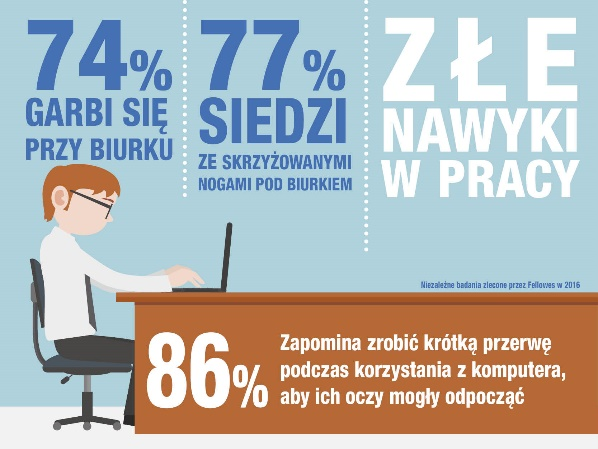 74%
GARBI SIĘ
PRZY BIURKU
77%
SIEDZI
ZE SKRZYŻOWANYMI
NOGAMI POD BIURKIEM
ZŁE
NAWYKI
W PRACY
Niezależne badania zlecone przez Fellowes w 2016
86%
Zapomina zrobić krótką przerwę
podczas korzystania z komputera,
aby ich oczy mogły odpocząć